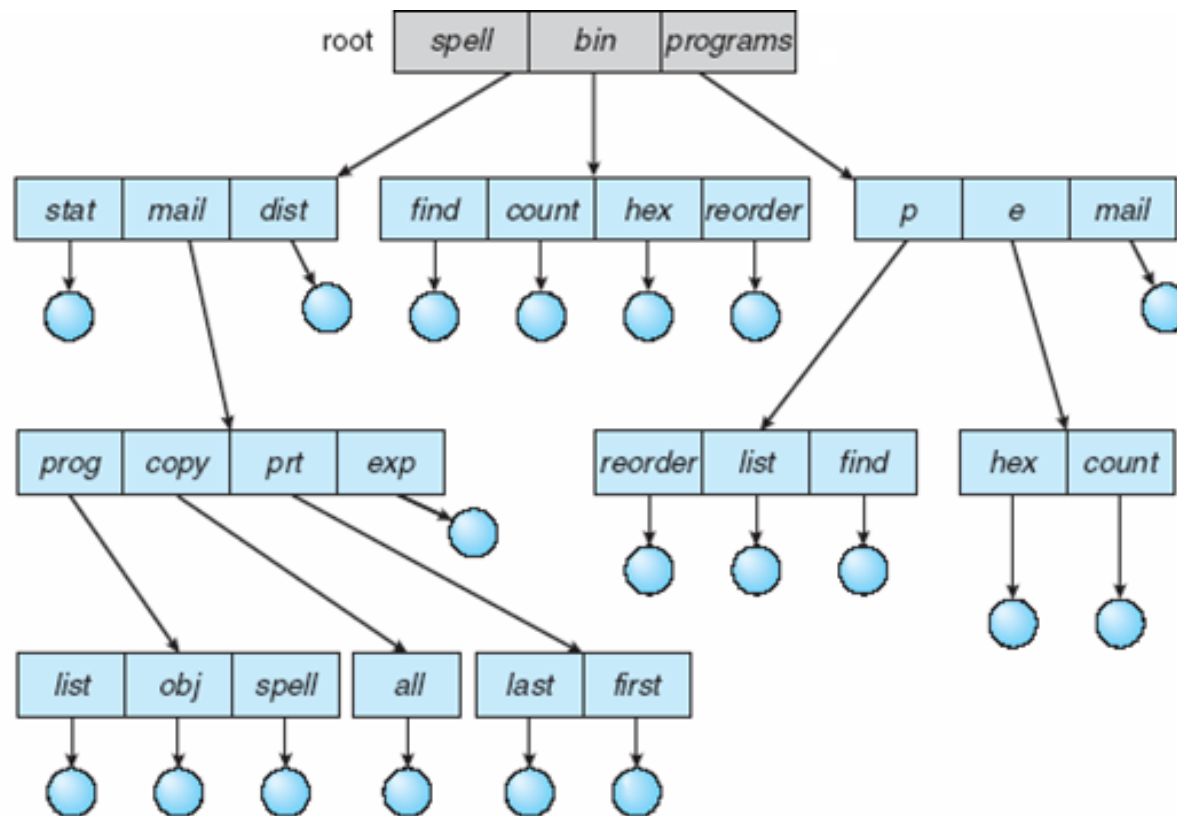 root spell bin programs
stat mail dist find count hex reorder p e mail
prog copy prt exp reorder list find hex count
list obj spell all last first